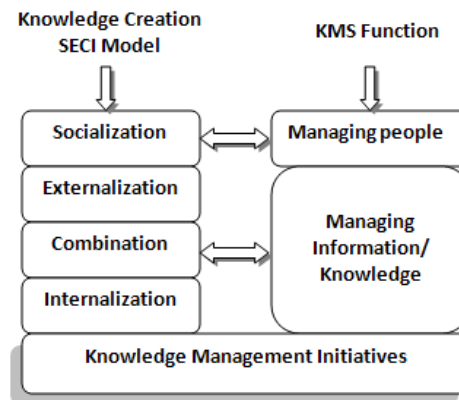 Knowledge Creation
SECI Model
KMS Function
Socialization
Managing people
Externalization
Combination
Managing
Information/
Knowledge
Internalization
Knowledge Management Initiatives